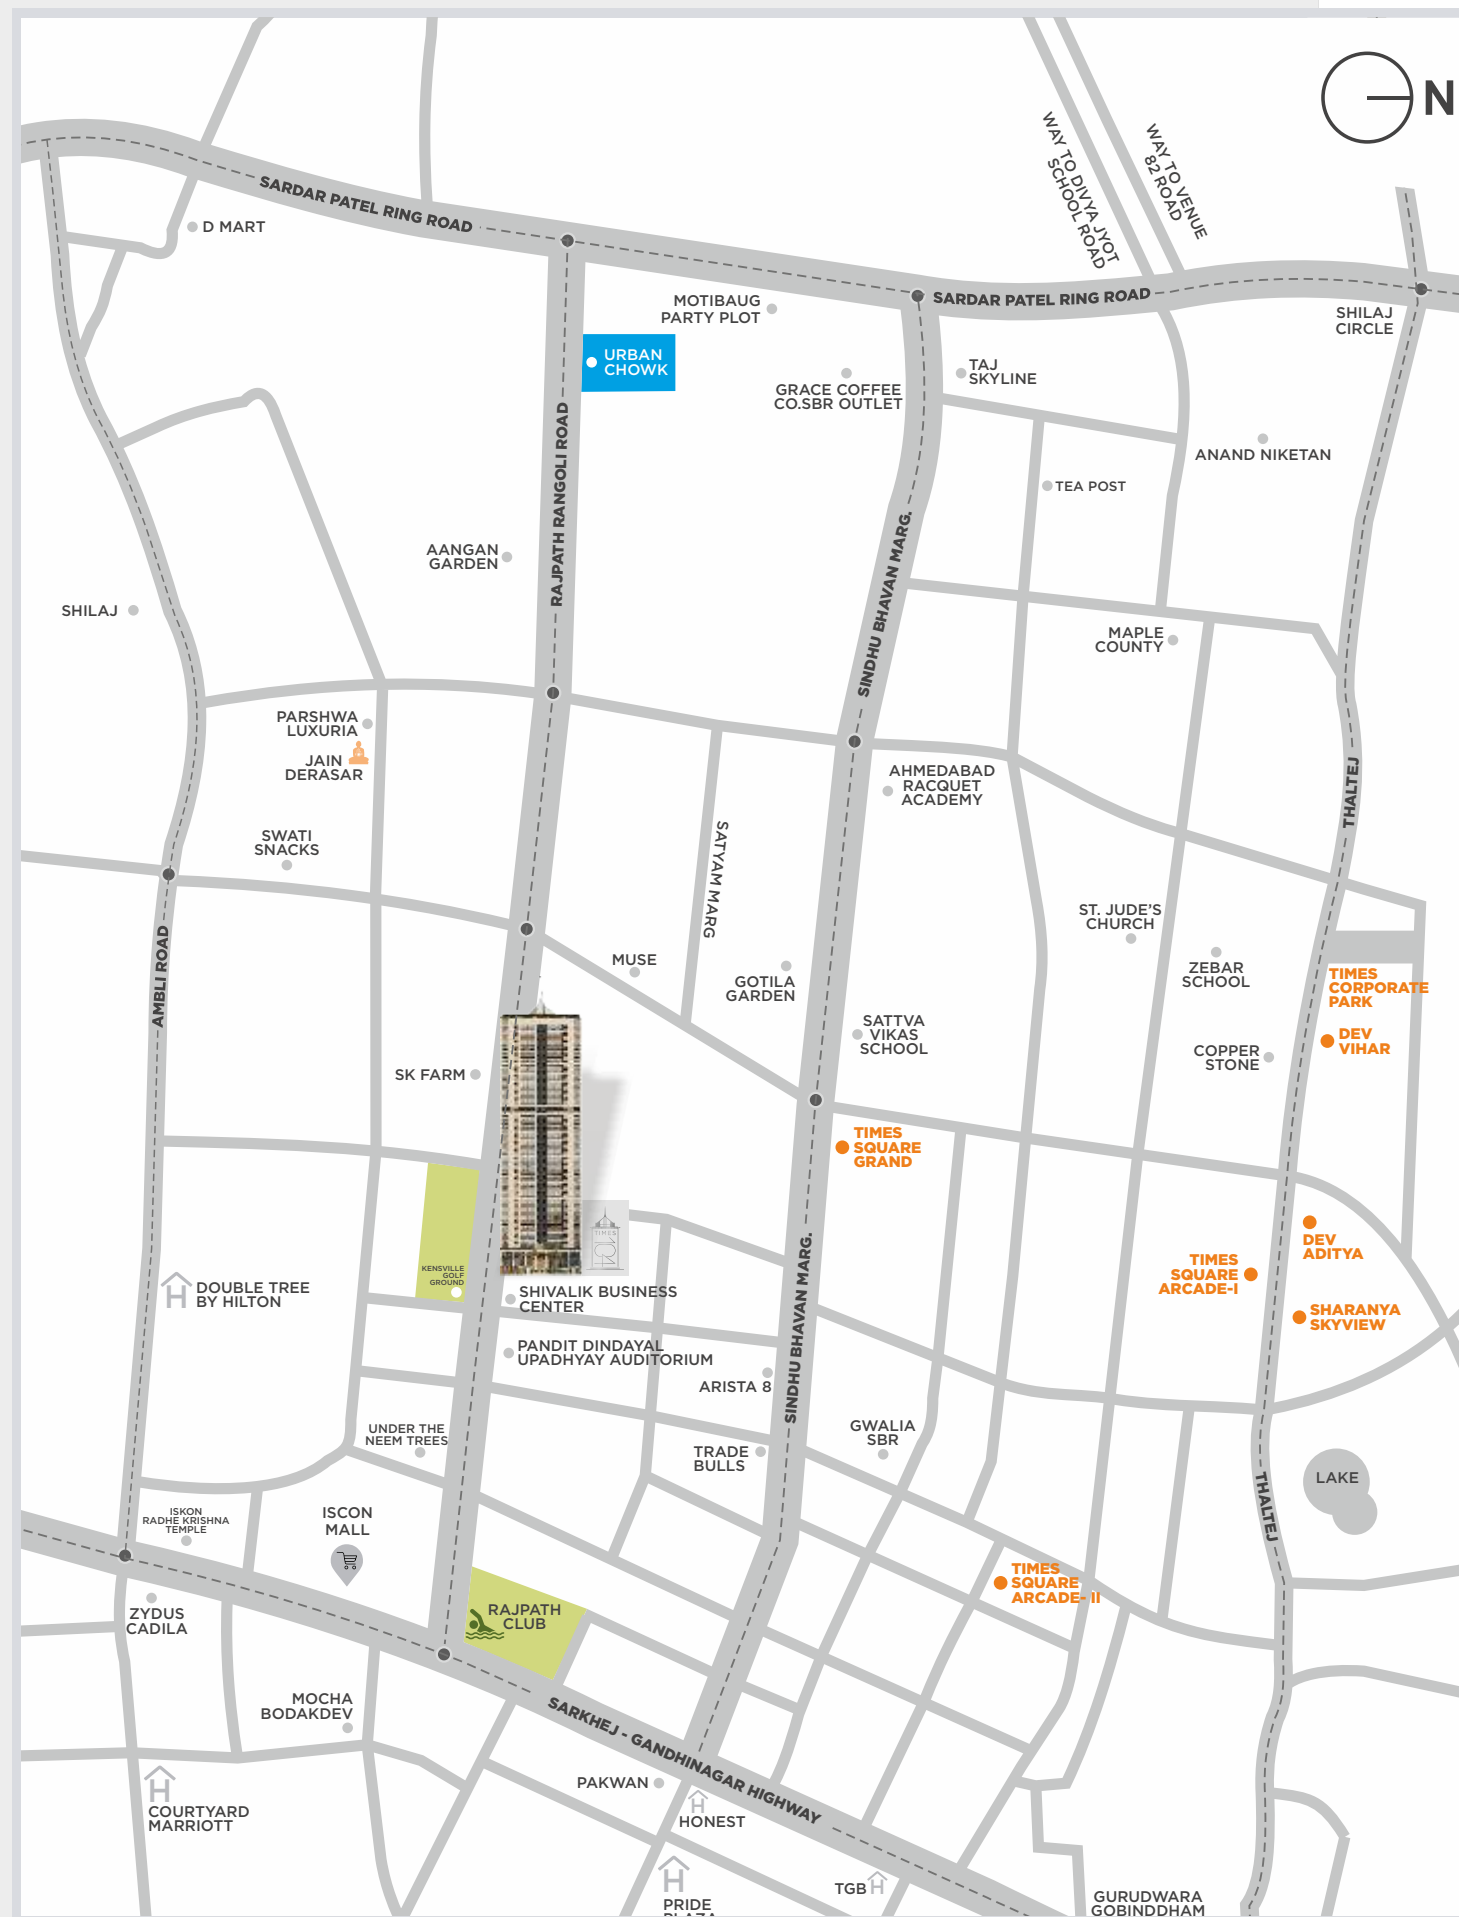 N
WAY TO DIVYA JYOT
SCHOOL ROAD
WAY TO VENUE
82 ROAD
SARDAR PATEL RING ROAD
D MART
MOTIBAUG
PARTY PLOT
SARDAR PATEL RING ROAD
SHILAJ
CIRCLE
URBAN
CHOWK
TAJ
SKYLINE
GRACE COFFEE
CO.SBR OUTLET
RAJPATH RANGOLI ROAD
ANAND NIKETAN
TEA POST
AANGAN
GARDEN
SINDHU BHAVAN MARG.
SHILAJ
MAPLE
COUNTY
PARSHWA
LUXURIA
JAIN
DERASAR
THALTEJ
AHMEDABAD
RACQUET
ACADEMY
SWATI
SNACKS
SATYAM MARG
ST. JUDE'S
CHURCH
AMBLI ROAD
MUSE
GOTILA
GARDEN
ZEBAR
SCHOOL
TIMES
CORPORATE
PARK
SATTVA
VIKAS
SCHOOL
DEV
VIHAR
COPPER
STONE
SK FARM
TIMES
SQUARE
GRAND
TIMES
104
DEV
ADITYA
KENSVILLE
GOLF
GROUND
TIMES
SQUARE
ARCADE-I
DOUBLE TREE
BY HILTON
SHIVALIK BUSINESS
CENTER
SINDHU BHAVAN MARG.
SHARANYA
SKYVIEW
PANDIT DINDAYAL
UPADHYAY AUDITORIUM
ARISTA 8
UNDER THE
NEEM TREES
GWALIA
SBR
TRADE
BULLS
LAKE
THALTEJ
ISKON
RADHE KRISHNA
TEMPLE
ISCON
MALL
TIMES
SQUARE
ARCADE- II
ZYDUS
CADILA
RAJPATH
CLUB
MOCHA
BODAKDEV
SARKHEJ - GANDHINAGAR HIGHWAY
PAKWAN
H
COURTYARD
MARRIOTT
H
HONEST
H
PRIDE
PLAZA
TGB H
GURUDWARA
GOBINDDHAM
H